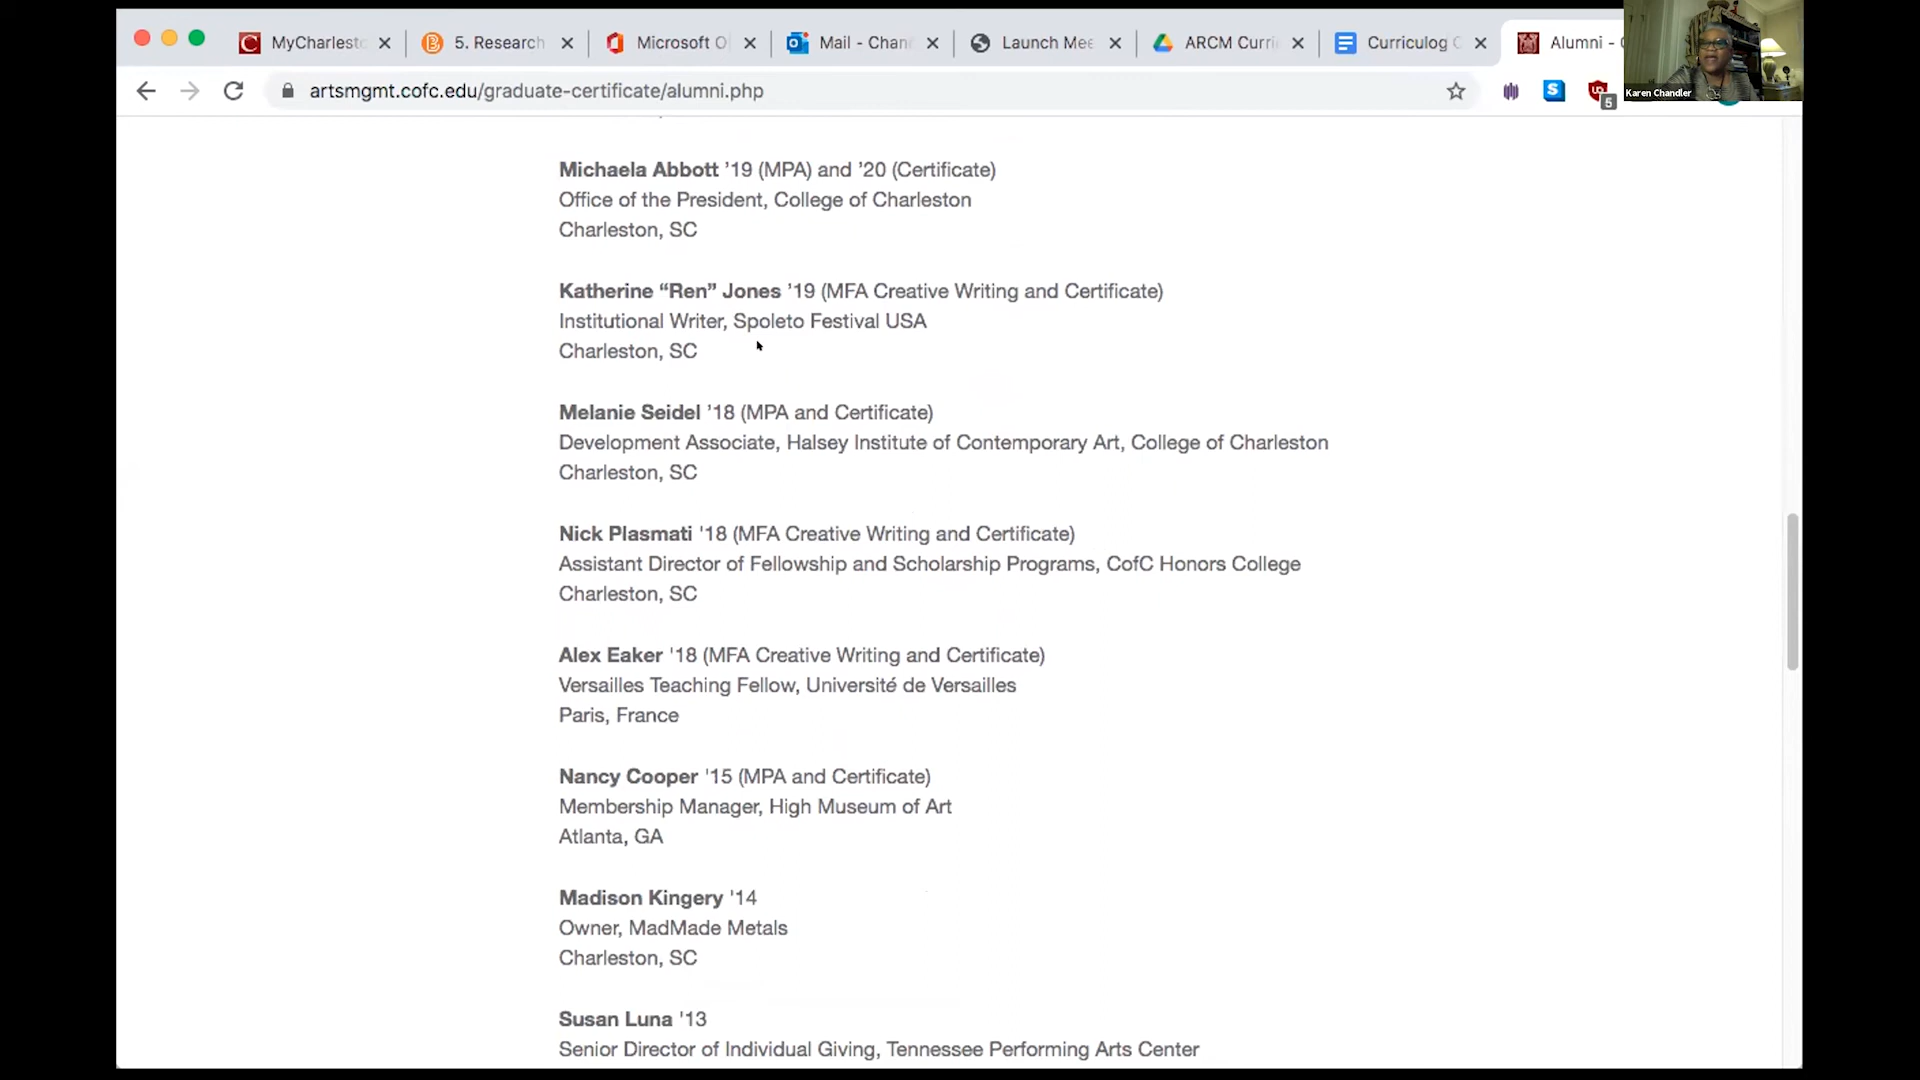 MyCharlest
5. Research
Microsoft O
Mail - Chan
Launch Mee
ARCM Curri
Curriculog C
Alumni - C
artsmgmt.cofc.edu/graduate-certificate/alumni.php
5
Karen Chandler
Michaela Abbott ’19 (MPA) and ’20 (Certificate)
Office of the President, College of Charleston
Charleston, SC
Katherine “Ren” Jones ’19 (MFA Creative Writing and Certificate)
Institutional Writer, Spoleto Festival USA
Charleston, SC
Melanie Seidel ’18 (MPA and Certificate)
Development Associate, Halsey Institute of Contemporary Art, College of Charleston
Charleston, SC
Nick Plasmati '18 (MFA Creative Writing and Certificate)
Assistant Director of Fellowship and Scholarship Programs, CofC Honors College
Charleston, SC
Alex Eaker '18 (MFA Creative Writing and Certificate)
Versailles Teaching Fellow, Université de Versailles
Paris, France
Nancy Cooper '15 (MPA and Certificate)
Membership Manager, High Museum of Art
Atlanta, GA
Madison Kingery '14
Owner, MadMade Metals
Charleston, SC
Susan Luna '13
Senior Director of Individual Giving, Tennessee Performing Arts Center